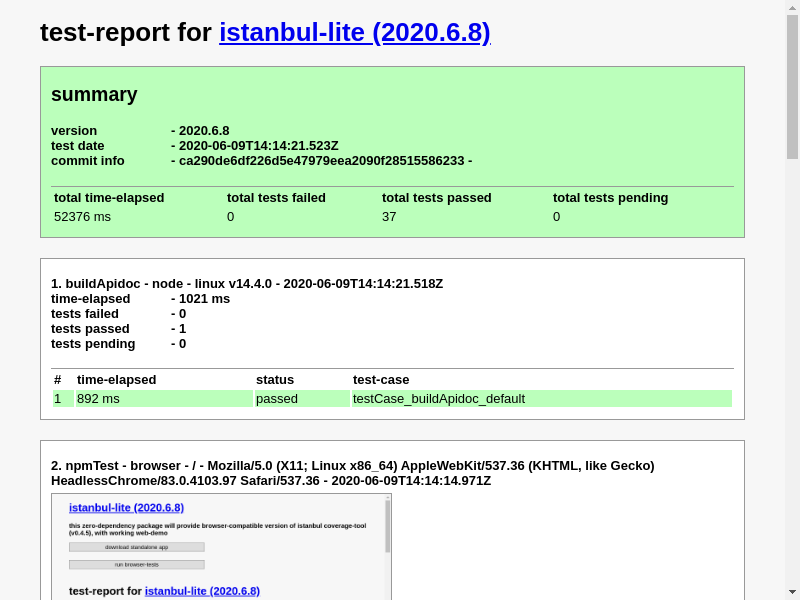 test-report for istanbul-lite (2020.6.8)
summary
version - 2020.6.8
test date - 2020-06-09T14:14:21.523Z
commit info - ca290de6df226d5e47979eea2090f28515586233 -
total time-elapsed total tests failed total tests passed total tests pending
52376 ms 0 37 0
1. buildApidoc - node - linux v14.4.0 - 2020-06-09T14:14:21.518Z
time-elapsed - 1021 ms
tests failed - 0
tests passed - 1
tests pending - 0
# time-elapsed status test-case
1 892 ms passed testCase_buildApidoc_default
2. npmTest - browser - / - Mozilla/5.0 (X11; Linux x86_64) AppleWebKit/537.36 (KHTML, like Gecko)
HeadlessChrome/83.0.4103.97 Safari/537.36 - 2020-06-09T14:14:14.971Z
istanbul-lite (2020.6.8)
this zero-dependency package will provide browser-compatible version of istanbul coverage-tool
(v0.4.5), with working web-demo
download standalone app
run browser-tests
test-report for istanbul-lite (2020.6.8)